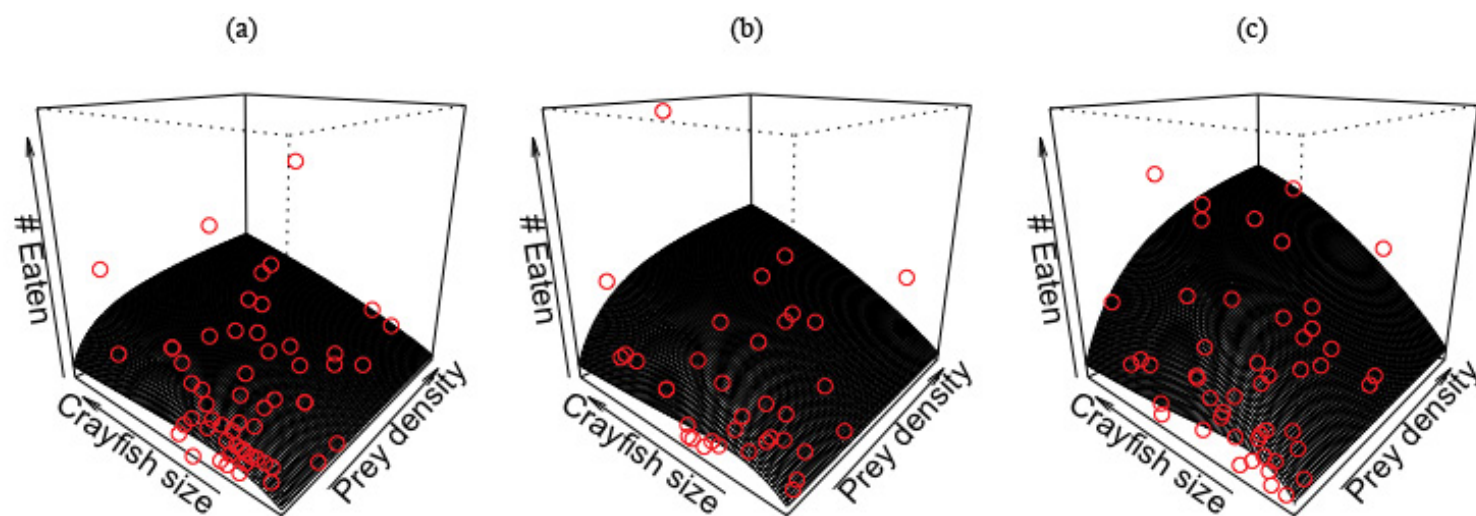 (a)
(b)
(c)
# Eaten
Crayfish size
Prey density
# Eaten
Crayfish size
Prey density
# Eaten
Crayfish size
Prey density